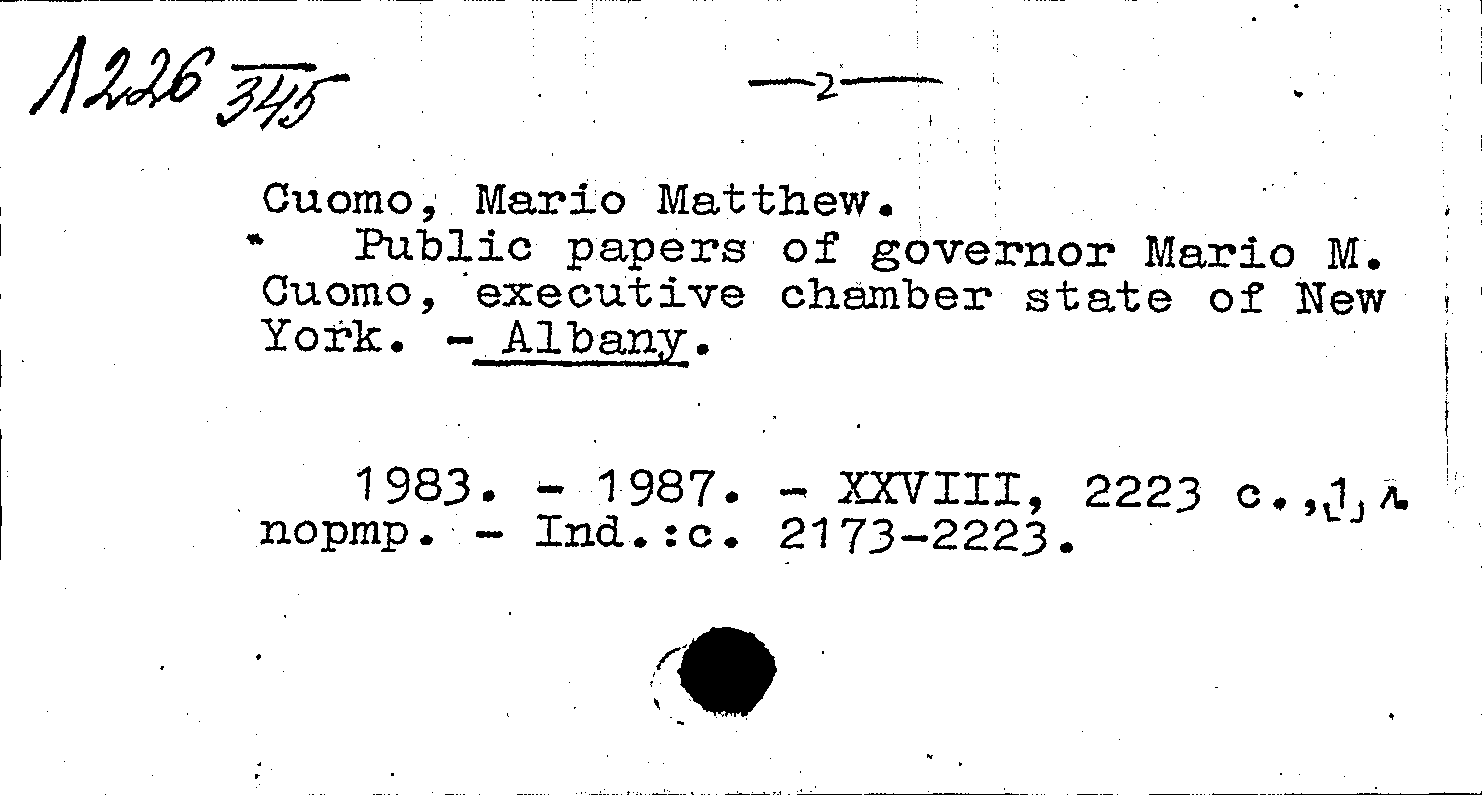 Л226/345
— 2 —
Cuomo, Mario Matthew.
Public papers of governor Mario M.
Cuomo, executive chamber state of New
York. - Albany.
1983. - 1987. - XXVIII, 2223 с.,[1] л.
портр. - Ind.:с. 2173-2223.